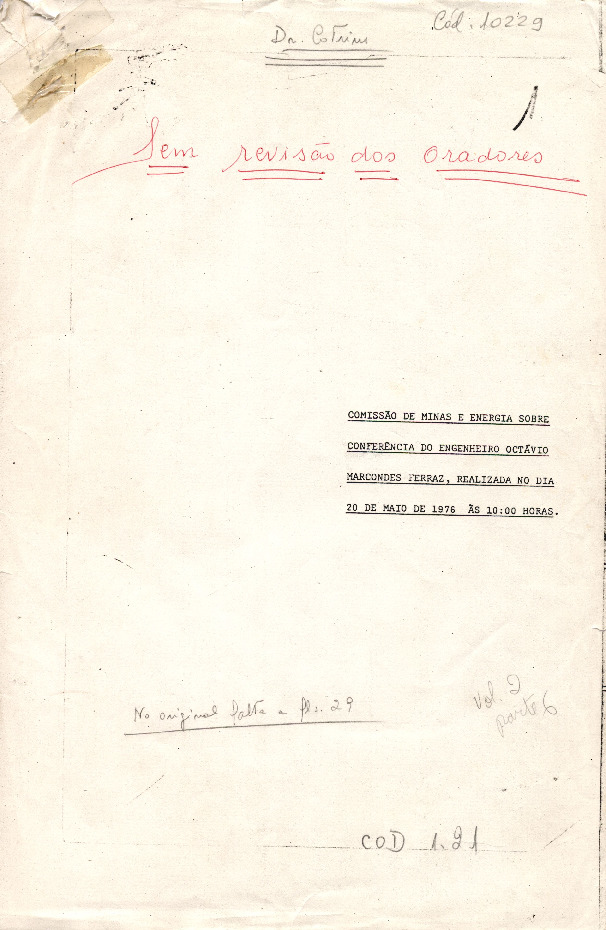 Dr. Cotrim
Cód: 10229
1
Sem revisão dos oradores
COMISSÃO DE MINAS E ENERGIA SOBRE
CONFERÊNCIA DO ENGENHEIRO OCTÁVIO
MARCONDES FERRAZ, REALIZADA NO DIA
20 DE MAIO DE 1976 ÀS 10:00 HORAS.
No original falta a fls. 29
vol. 2
parte 6
COD 1.21